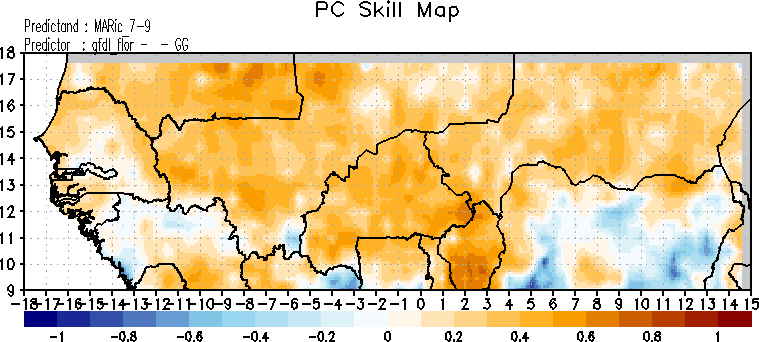 PC Skill Map
Predictand : MARic_7-9
Predictor : gfdl_flor - - GG
18
17
16
15
14
13
12
11
10
9
-18 -17 -16 -15 -14 -13 -12 -11 -10 -9 -8 -7 -6 -5 -4 -3 -2 -1 0 1 2 3 4 5 6 7 8 9 10 11 12 13 14 15
-1 -0.8 -0.6 -0.4 -0.2 0 0.2 0.4 0.6 0.8 1